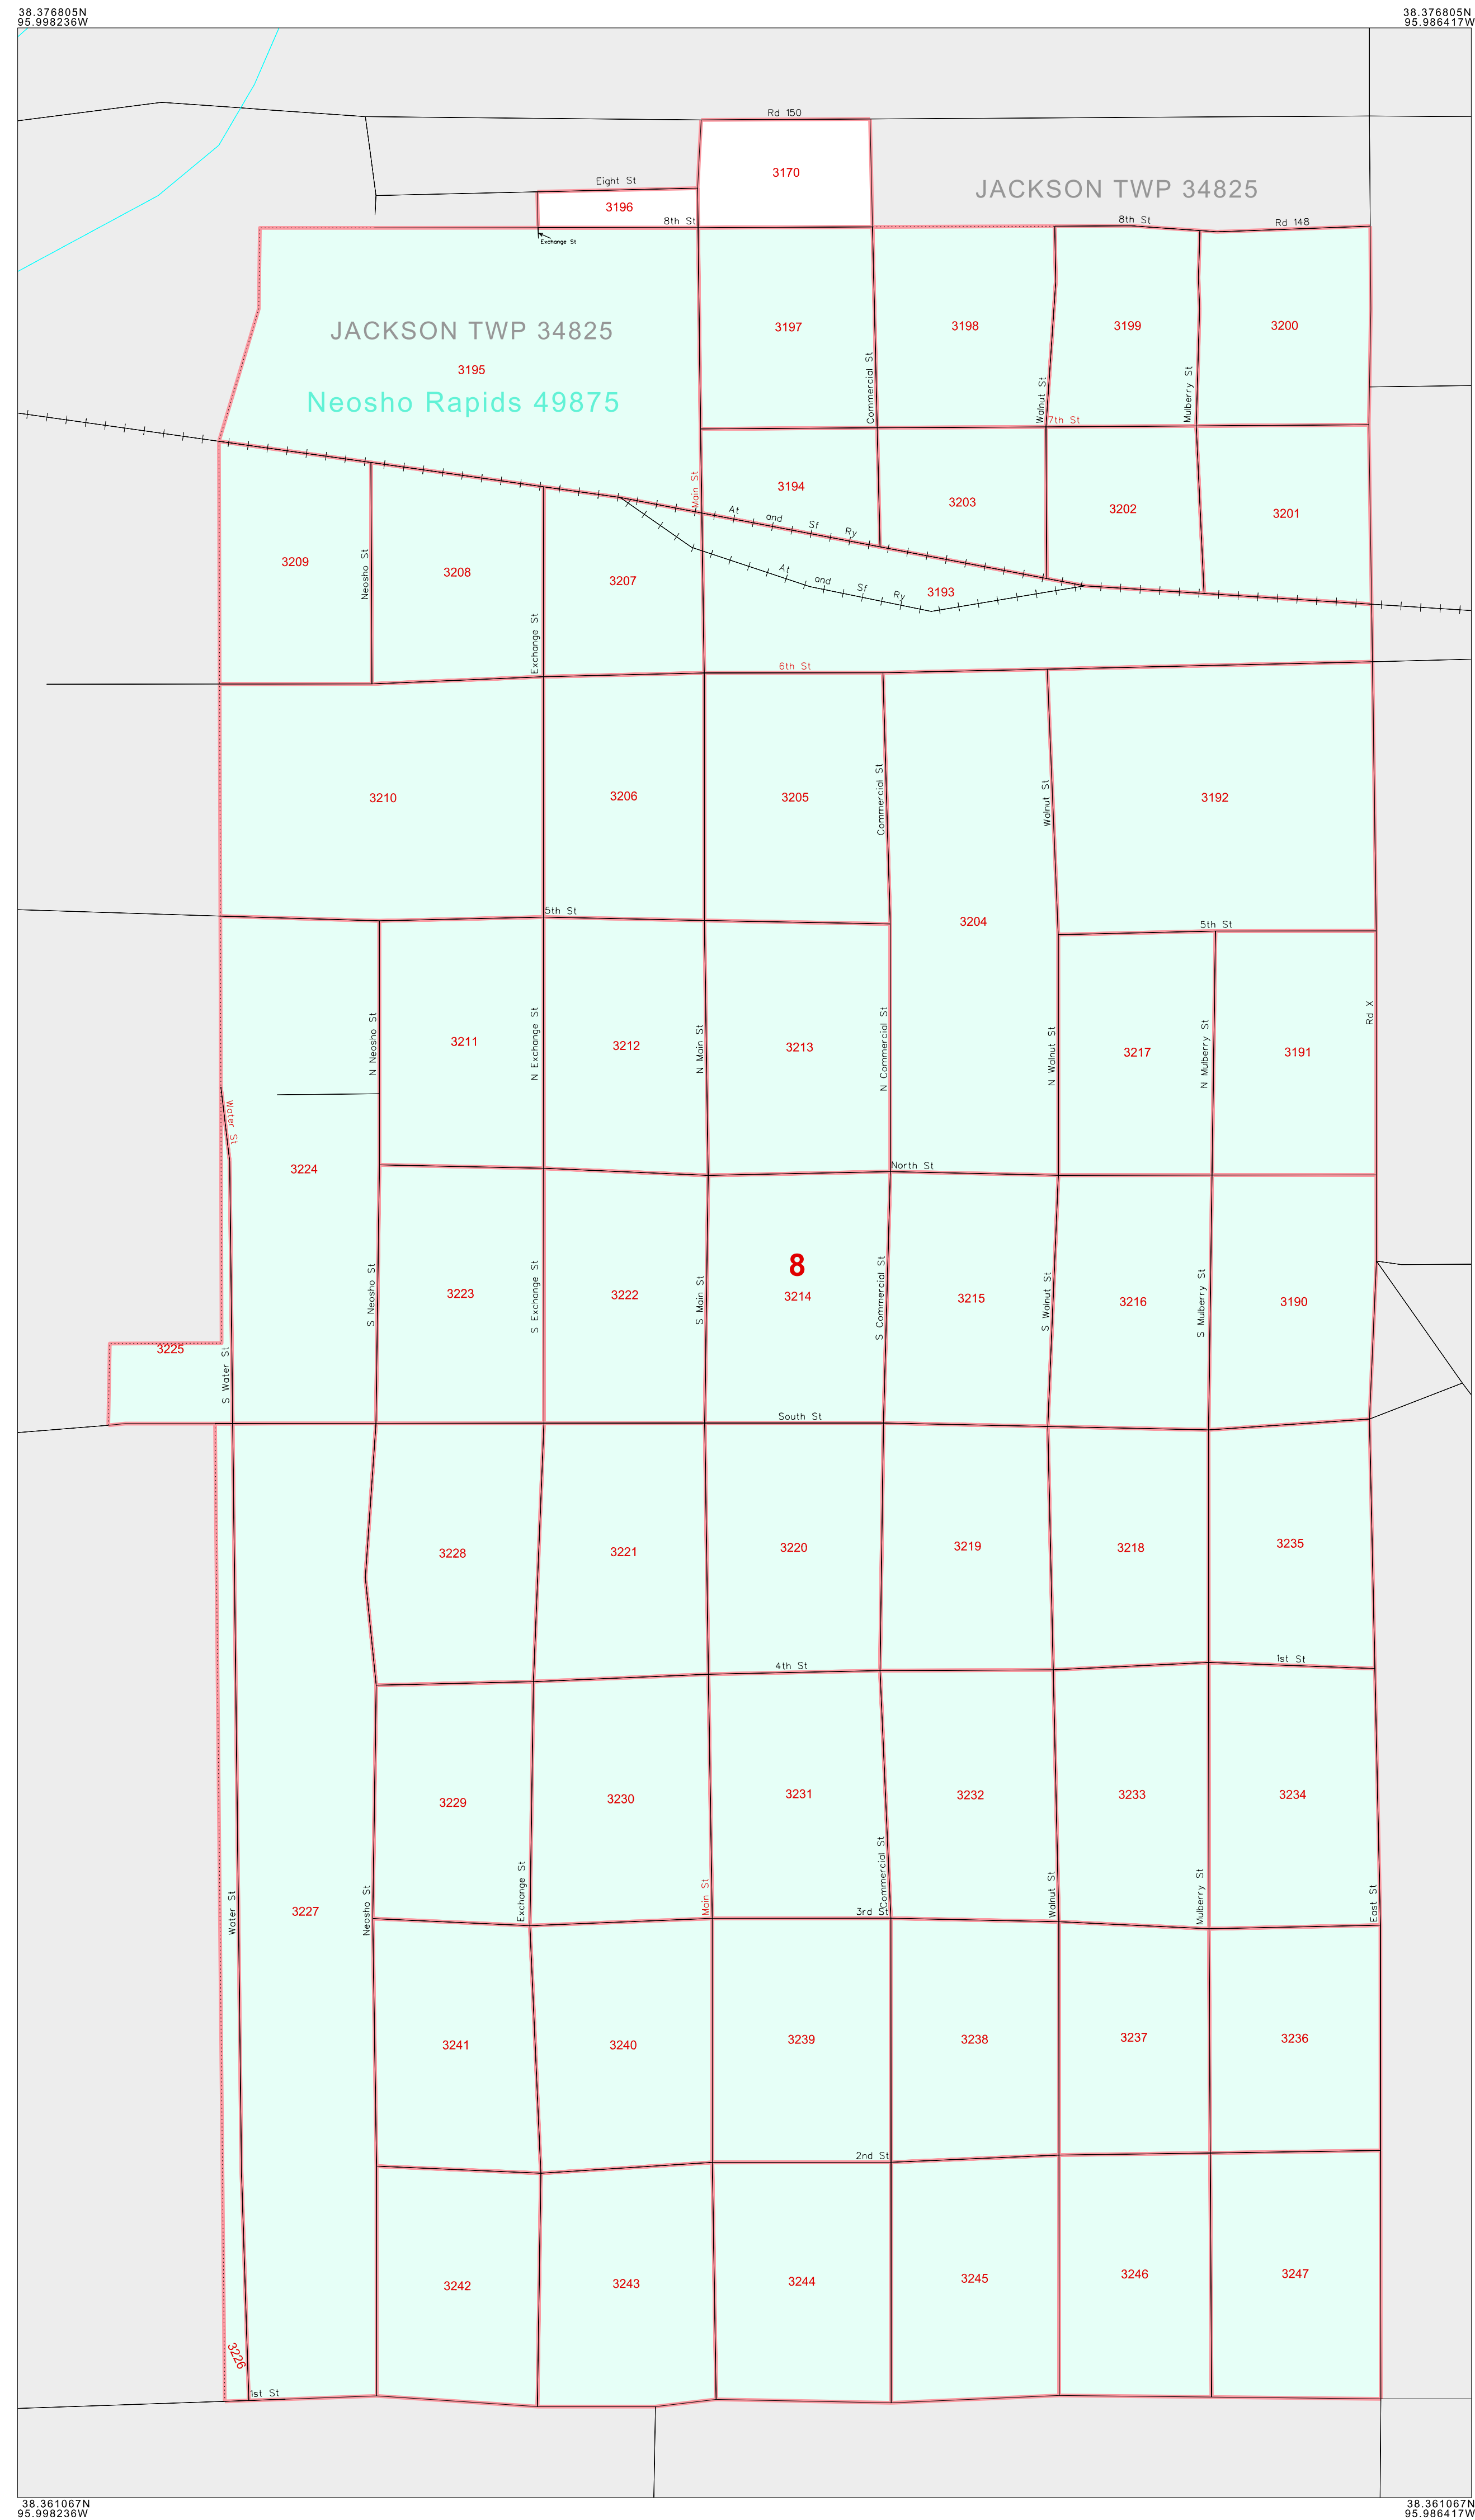 38.376805N
95.998236W
38.376805N
95.986417W
Rd 150
3170
Eight St
3196
JACKSON TWP 34825
8th St
8th St
Rd 148
Exchange St
JACKSON TWP 34825
3195
Neosho Rapids 49875
3197
3198
3199
3200
Commercial St
Walnut St
Mulberry St
7th St
Main St
3194
3203
3202
3201
At and Sf Ry
At and Sf Ry
3193
3209
Neosho St
3208
Exchange St
3207
6th St
3210
3206
3205
Commercial St
Walnut St
3192
3204
5th St
5th St
N Neosho St
3211
N Exchange St
3212
N Main St
3213
N Commercial St
N Walnut St
3217
N Mulberry St
3191
Rd X
Water St
3224
North St
8
S Neosho St
3223
S Exchange St
3222
S Main St
3214
S Commercial St
3215
S Walnut St
3216
S Mulberry St
3190
3225
S Water St
South St
3228
3221
3220
3219
3218
3235
4th St
1st St
3229
3230
3231
3232
3233
3234
Water St
3227
Neosho St
Exchange St
Main St
Commercial St
Walnut St
Mulberry St
East St
3rd St
3241
3240
3239
3238
3237
3236
2nd St
3242
3243
3244
3245
3246
3247
3226
1st St
38.361067N
95.998236W
38.361067N
95.986417W